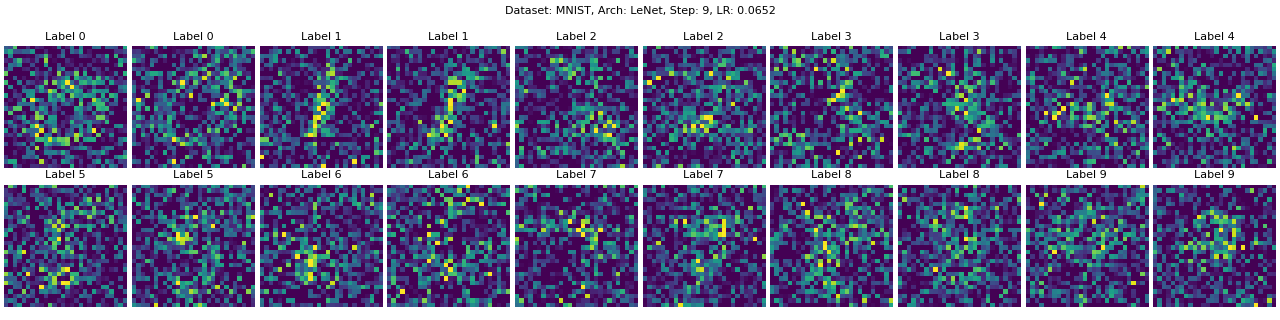 Dataset: MNIST, Arch: LeNet, Step: 9, LR: 0.0652
Label 0 Label 0 Label 1 Label 1 Label 2 Label 2 Label 3 Label 3 Label 4 Label 4
Label 5 Label 5 Label 6 Label 6 Label 7 Label 7 Label 8 Label 8 Label 9 Label 9